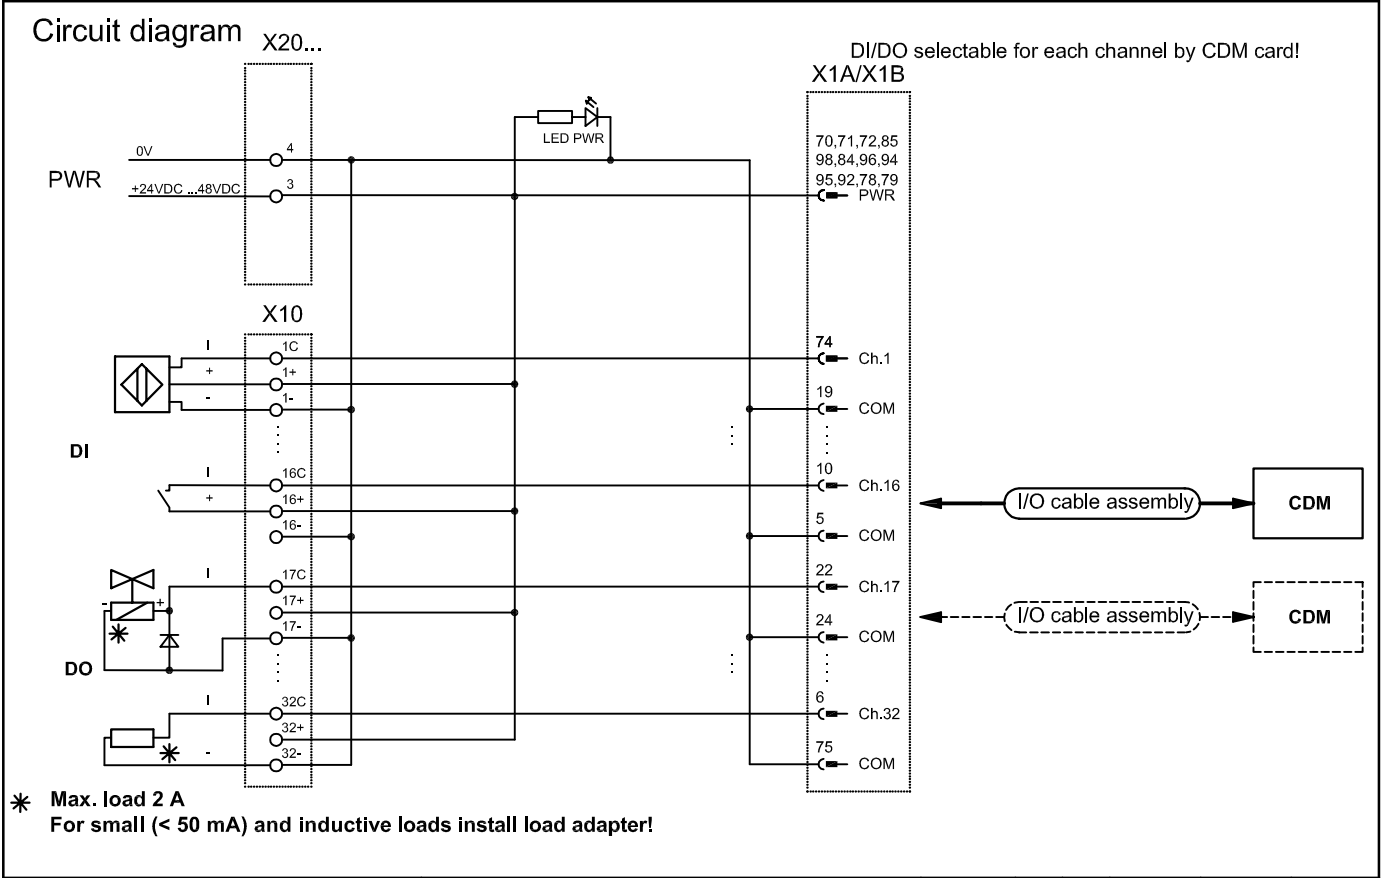 Circuit diagram
X20...
DI/DO selectable for each channel by CDM card!
X1A/X1B
LED PWR
70,71,72,85
98,84,96,94
95,92,78,79
PWR
PWR
0V
4
+24VDC ...48VDC
3
X10
DI
I
1C
+
1+
-
1-
74
Ch.1
19
COM
I
16C
+
16+
16-
10
Ch.16
5
COM
I/O cable assembly
CDM
DO
I
17C
- +
17+
17-
22
Ch.17
24
COM
I/O cable assembly
CDM
I
32C
32+
-
32-
6
Ch.32
75
COM
Max. load 2 A
For small (< 50 mA) and inductive loads install load adapter!